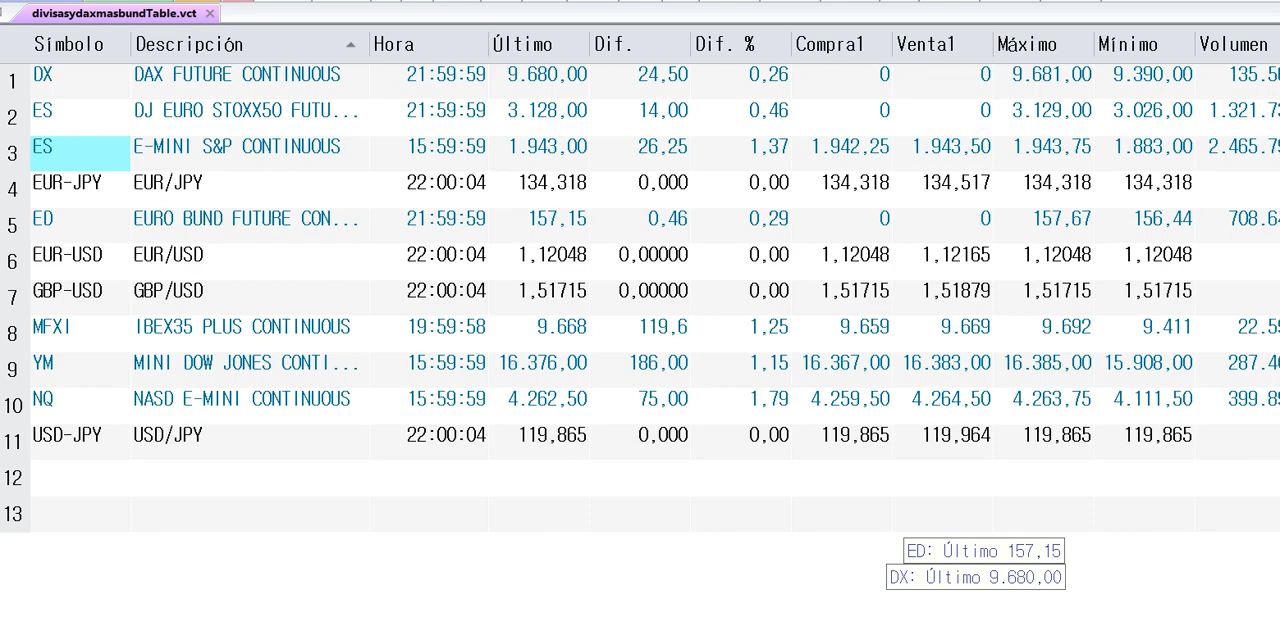 divisasydaxmasbundTable.vct
Símbolo Descripción Hora Último Dif. Dif. % Compra1 Venta1 Máximo Mínimo Volumen
1 DX DAX FUTURE CONTINUOUS 21:59:59 9.680,00 24,50 0,26 0 0 9.681,00 9.390,00
2 ES DJ EURO STOXX50 FUTU... 21:59:59 3.128,00 14,00 0,46 0 0 3.129,00 3.026,00
3 ES E-MINI S&P CONTINUOUS 15:59:59 1.943,00 26,25 1,37 1.942,25 1.943,50 1.943,75 1.883,00
4 EUR-JPY EUR/JPY 22:00:04 134,318 0,000 0,00 134,318 134,517 134,318 134,318
5 ED EURO BUND FUTURE CON... 21:59:59 157,15 0,46 0,29 0 0 157,67 156,44
6 EUR-USD EUR/USD 22:00:04 1,12048 0,00000 0,00 1,12048 1,12165 1,12048 1,12048
7 GBP-USD GBP/USD 22:00:04 1,51715 0,00000 0,00 1,51715 1,51879 1,51715 1,51715
8 MFXI IBEX35 PLUS CONTINUOUS 19:59:58 9.668 119,6 1,25 9.659 9.669 9.692 9.411
9 YM MINI DOW JONES CONTI... 15:59:59 16.376,00 186,00 1,15 16.367,00 16.383,00 16.385,00 15.908,00
10 NQ NASD E-MINI CONTINUOUS 15:59:59 4.262,50 75,00 1,79 4.259,50 4.264,50 4.263,75 4.111,50
11 USD-JPY USD/JPY 22:00:04 119,865 0,000 0,00 119,865 119,964 119,865 119,865
12
13
ED: Último 157,15
DX: Último 9.680,00